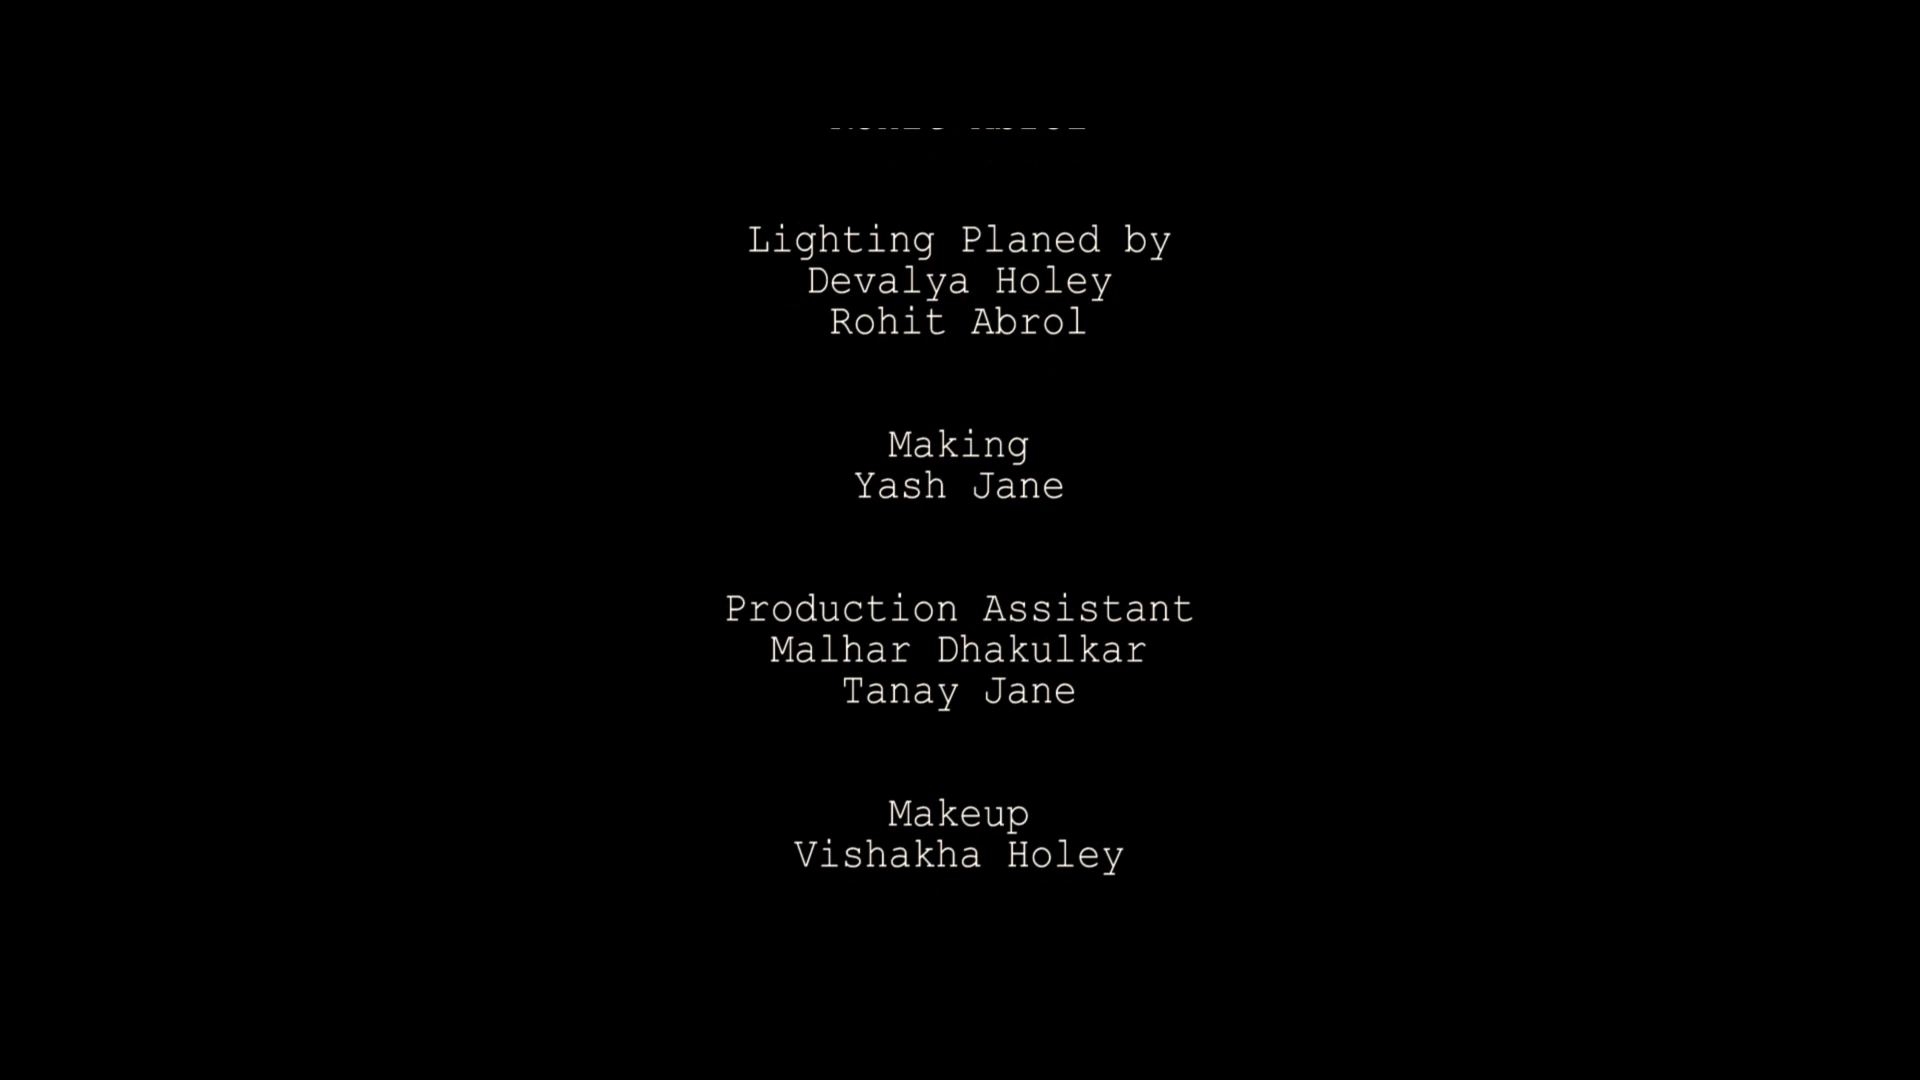 Lighting Planed by
Devalya Holey
Rohit Abrol
Making
Yash Jane
Production Assistant
Malhar Dhakulkar
Tanay Jane
Makeup
Vishakha Holey